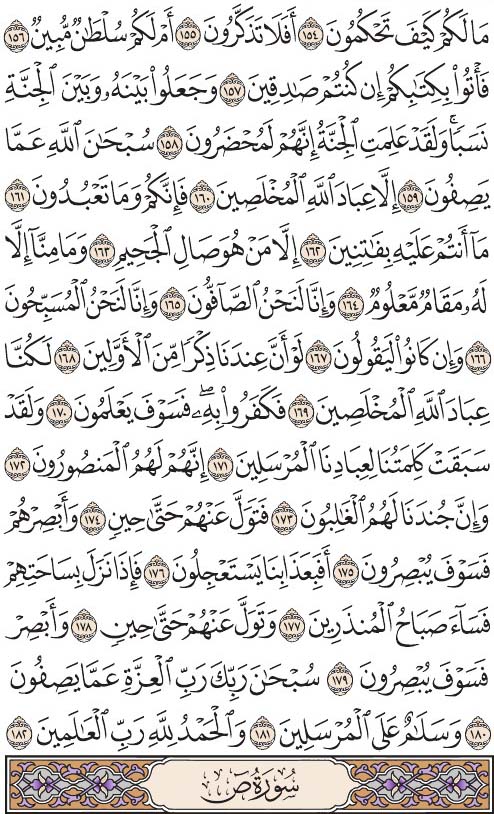 مَا لَكُمْ كَيْفَ تَحْكُمُونَ ١٥٤ أَفَلَا تَذَكَّرُونَ ١٥٥ أَمْ لَكُمْ سُلْطَٰنٌ مُّبِينٌ ١٥٦
فَأْتُوا۟ بِكِتَٰبِكُمْ إِن كُنتُمْ صَٰدِقِينَ ١٥٧ وَجَعَلُوا۟ بَيْنَهُۥ وَبَيْنَ ٱلْجِنَّةِ
نَسَبًا ۚ وَلَقَدْ عَلِمَتِ ٱلْجِنَّةُ إِنَّهُمْ لَمُحْضَرُونَ ١٥٨ سُبْحَٰنَ ٱللَّهِ عَمَّا
يَصِفُونَ ١٥٩ إِلَّا عِبَادَ ٱللَّهِ ٱلْمُخْلَصِينَ ١٦٠ فَإِنَّكُمْ وَمَا تَعْبُدُونَ ١٦١
مَآ أَنتُمْ عَلَيْهِ بِفَٰتِنِينَ ١٦٢ إِلَّا مَنْ هُوَ صَالِ ٱلْجَحِيمِ ١٦٣ وَمَا مِنَّآ إِلَّا
لَهُۥ مَقَامٌ مَّعْلُومٌ ١٦٤ وَإِنَّا لَنَحْنُ ٱلصَّآفُّونَ ١٦٥ وَإِنَّا لَنَحْنُ ٱلْمُسَبِّحُونَ
١٦٦ وَإِن كَانُوا۟ لَيَقُولُونَ ١٦٧ لَوْ أَنَّ عِندَنَا ذِكْرًا مِّنَ ٱلْأَوَّلِينَ ١٦٨ لَكُنَّا
عِبَادَ ٱللَّهِ ٱلْمُخْلَصِينَ ١٦٩ فَكَفَرُوا۟ بِهِۦ ۖ فَسَوْفَ يَعْلَمُونَ ١٧٠ وَلَقَدْ
سَبَقَتْ كَلِمَتُنَا لِعِبَادِنَا ٱلْمُرْسَلِينَ ١٧١ إِنَّهُمْ لَهُمُ ٱلْمَنصُورُونَ ١٧٢
وَإِنَّ جُندَنَا لَهُمُ ٱلْغَٰلِبُونَ ١٧٣ فَتَوَلَّ عَنْهُمْ حَتَّىٰ حِينٍ ١٧٤ وَأَبْصِرْهُمْ
فَسَوْفَ يُبْصِرُونَ ١٧٥ أَفَبِعَذَابِنَا يَسْتَعْجِلُونَ ١٧٦ فَإِذَا نَزَلَ بِسَاحَتِهِمْ
فَسَآءَ صَبَاحُ ٱلْمُنذَرِينَ ١٧٧ وَتَوَلَّ عَنْهُمْ حَتَّىٰ حِينٍ ١٧٨ وَأَبْصِرْ
فَسَوْفَ يُبْصِرُونَ ١٧٩ سُبْحَٰنَ رَبِّكَ رَبِّ ٱلْعِزَّةِ عَمَّا يَصِفُونَ
١٨٠ وَسَلَٰمٌ عَلَى ٱلْمُرْسَلِينَ ١٨١ وَٱلْحَمْدُ لِلَّهِ رَبِّ ٱلْعَٰلَمِينَ ١٨٢
سُورَةُ صٓ